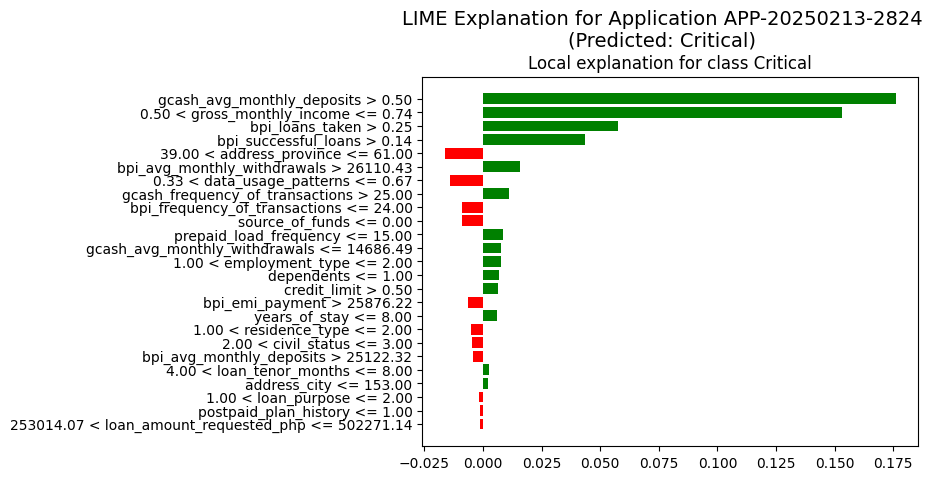 LIME Explanation for Application APP-20250213-2824
(Predicted: Critical)
Local explanation for class Critical
gcash_avg_monthly_deposits > 0.50
0.50 < gross_monthly_income <= 0.74
bpi_loans_taken > 0.25
bpi_successful_loans > 0.14
39.00 < address_province <= 61.00
bpi_avg_monthly_withdrawals > 26110.43
0.33 < data_usage_patterns <= 0.67
gcash_frequency_of_transactions > 25.00
bpi_frequency_of_transactions <= 24.00
source_of_funds <= 0.00
prepaid_load_frequency <= 15.00
gcash_avg_monthly_withdrawals <= 14686.49
1.00 < employment_type <= 2.00
dependents <= 1.00
credit_limit > 0.50
bpi_emi_payment > 25876.22
years_of_stay <= 8.00
1.00 < residence_type <= 2.00
2.00 < civil_status <= 3.00
bpi_avg_monthly_deposits > 25122.32
4.00 < loan_tenor_months <= 8.00
address_city <= 153.00
1.00 < loan_purpose <= 2.00
postpaid_plan_history <= 1.00
253014.07 < loan_amount_requested_php <= 502271.14
−0.025 0.000 0.025 0.050 0.075 0.100 0.125 0.150 0.175